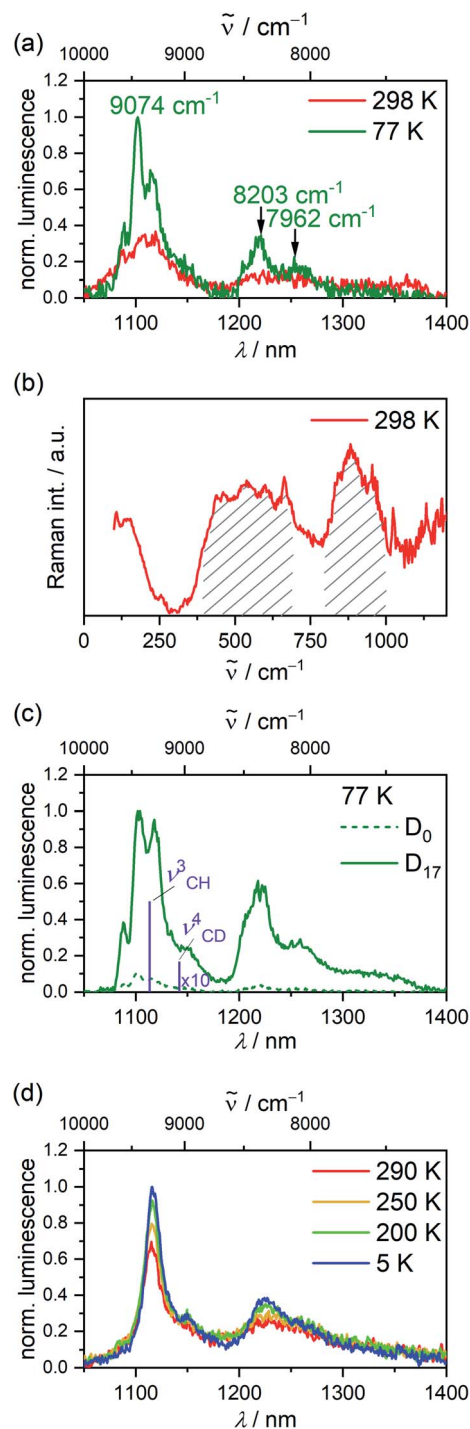 (a)
ṽ / cm⁻¹
10000 9000 8000
norm. luminescence
1.2
1.0
0.8
0.6
0.4
0.2
0.0
9074 cm⁻¹
298 K
77 K
8203 cm⁻¹
7962 cm⁻¹
1100 1200 1300 1400
λ / nm
(b)
Raman int. / a.u.
298 K
0 250 500 750 1000
ṽ / cm⁻¹
(c)
ṽ / cm⁻¹
10000 9000 8000
norm. luminescence
1.2
1.0
0.8
0.6
0.4
0.2
0.0
77 K
D₀
D₁₇
ν³CH
ν⁴CD
x10
1100 1200 1300 1400
λ / nm
(d)
ṽ / cm⁻¹
10000 9000 8000
norm. luminescence
1.2
1.0
0.8
0.6
0.4
0.2
0.0
290 K
250 K
200 K
5 K
1100 1200 1300 1400
λ / nm